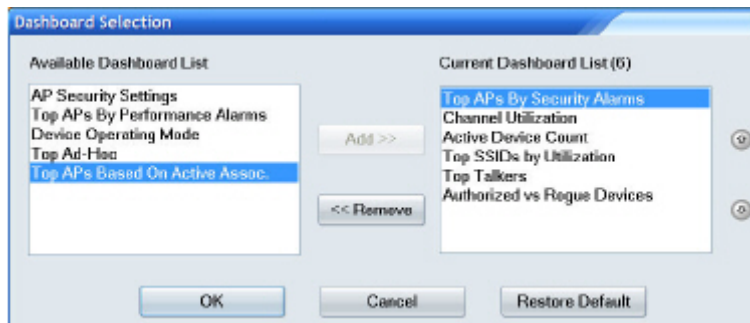 Dashboard Selection
Available Dashboard List
AP Security Settings
Top APs By Performance Alarms
Device Operating Mode
Top Ad-Hoc
Top APs Based On Active Assoc.
Add >>
<< Remove
Current Dashboard List (6)
Top APs By Security Alarms
Channel Utilization
Active Device Count
Top SSIDs by Utilization
Top Talkers
Authorized vs Rogue Devices
OK
Cancel
Restore Default